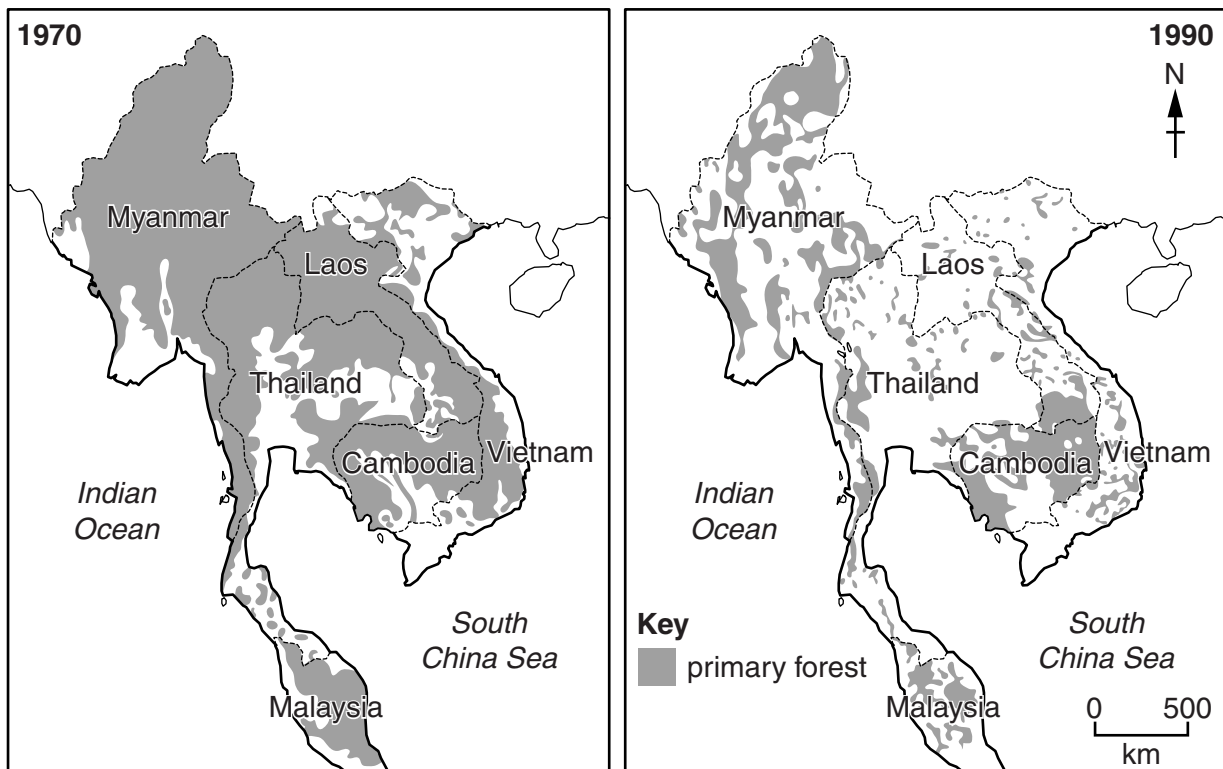 1970
Myanmar
Laos
Thailand
Cambodia
Vietnam
Indian
Ocean
South
China Sea
Malaysia
1990
N
Myanmar
Laos
Thailand
Cambodia
Vietnam
Indian
Ocean
Key
primary forest
South
China Sea
Malaysia
0 500
km